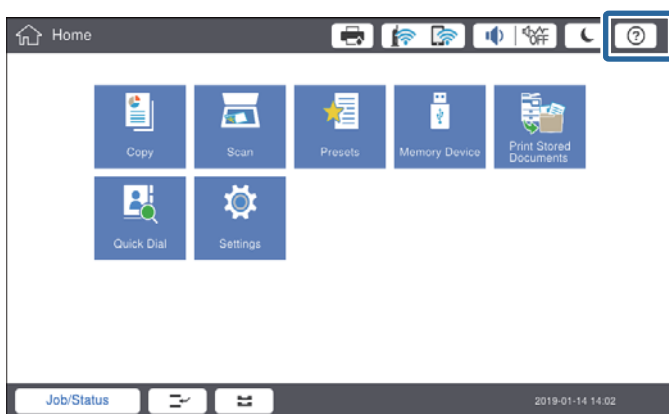 Home
OFF
?
Copy
Scan
Presets
Memory Device
Print Stored
Documents
Quick Dial
Settings
Job/Status
2019-01-14 14:02